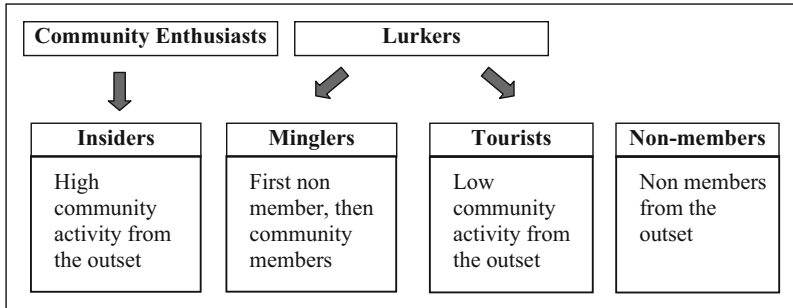 Community Enthusiasts
Lurkers
Insiders
High
community
activity from
the outset
Minglers
First non
member, then
community
members
Tourists
Low
community
activity from
the outset
Non-members
Non members
from the
outset